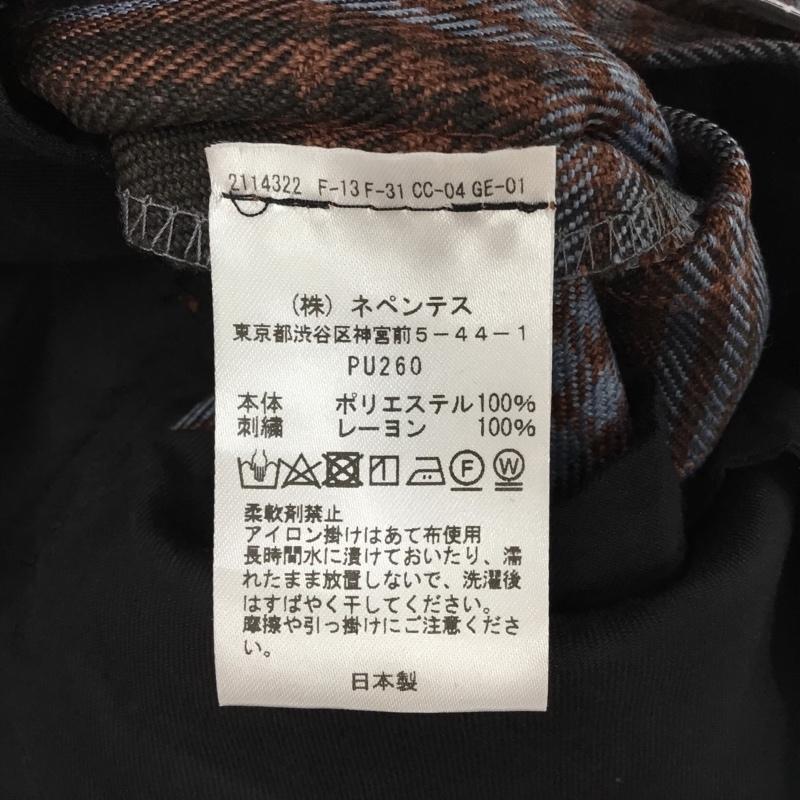 2114322 F-13 F-31 CC-04 GE-01
(株) ネペンテス
東京都渋谷区神宮前5-44-1
PU260
本体 ポリエステル100%
刺繍 レーヨン 100%
F W
柔軟剤禁止
アイロン掛けはあて布使用
長時間水に漬けておいたり、濡
れたまま放置しないで、洗濯後
はすばやく干してください。
摩擦や引っ掛けにご注意くださ
い。
日本製